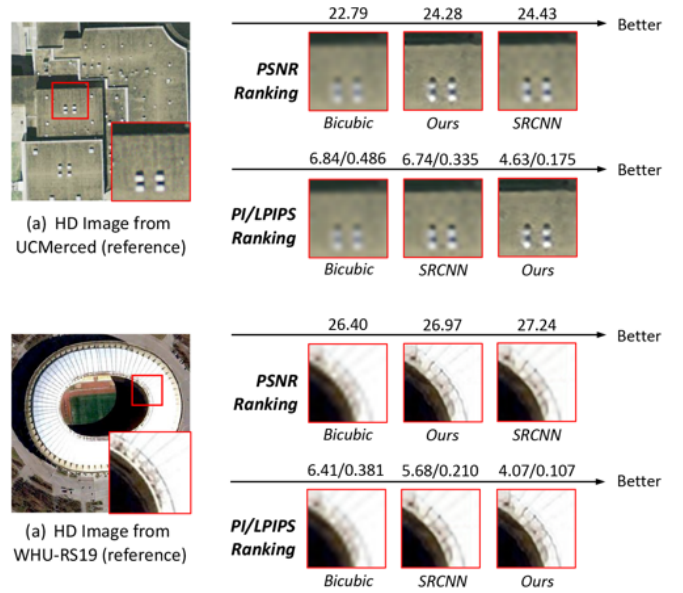 22.79 24.28 24.43
Better
PSNR
Ranking
Bicubic Ours SRCNN
6.84/0.486 6.74/0.335 4.63/0.175
Better
PI/LPIPS
Ranking
Bicubic SRCNN Ours
(a) HD Image from
UCMerced (reference)
26.40 26.97 27.24
Better
PSNR
Ranking
Bicubic Ours SRCNN
6.41/0.381 5.68/0.210 4.07/0.107
Better
PI/LPIPS
Ranking
Bicubic SRCNN Ours
(a) HD Image from
WHU-RS19 (reference)